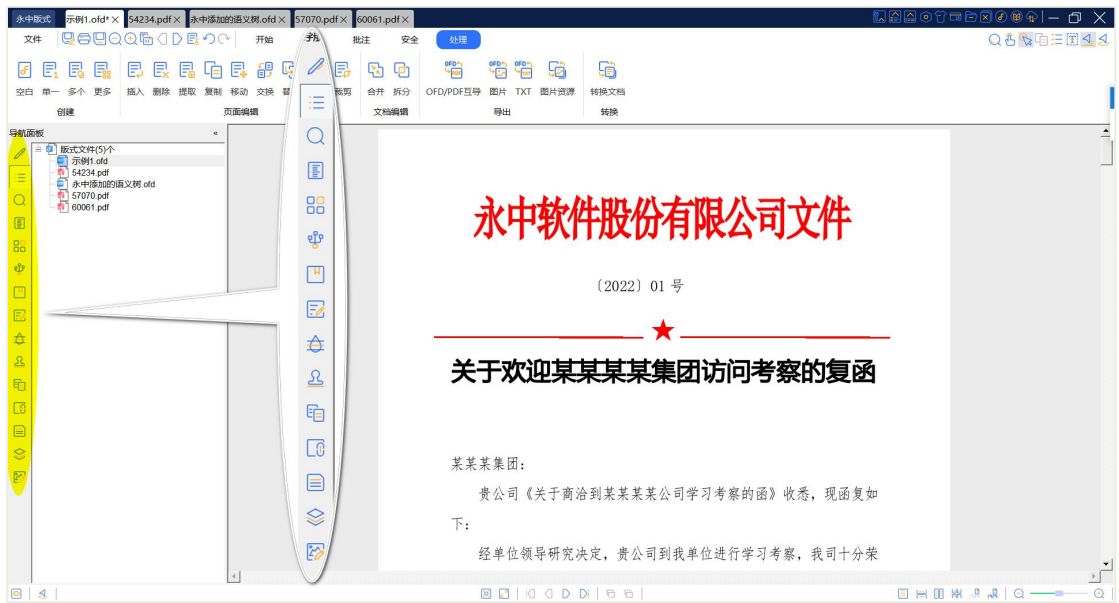 永中版式 示例1.ofd* 54234.pdf 永中添加的语义树.ofd 57070.pdf 60061.pdf
文件 开始 批注 安全 处理
空白 单一 多个 更多 插入 删除 提取 复制 移动 交换 合并 拆分 OFD/PDF互导 图片 TXT 图片资源 转换文档
创建 页面编辑 文档编辑 导出 转换
导航面板
版式文件(5)个
示例1.ofd
54234.pdf
永中添加的语义树.ofd
57070.pdf
60061.pdf
永中软件股份有限公司文件
〔2022〕01 号
关于欢迎某某某某集团访问考察的复函
某某某集团:
贵公司《关于商洽到某某某某公司学习考察的函》收悉，现函复如
下:
经单位领导研究决定，贵公司到我单位进行学习考察，我司十分荣